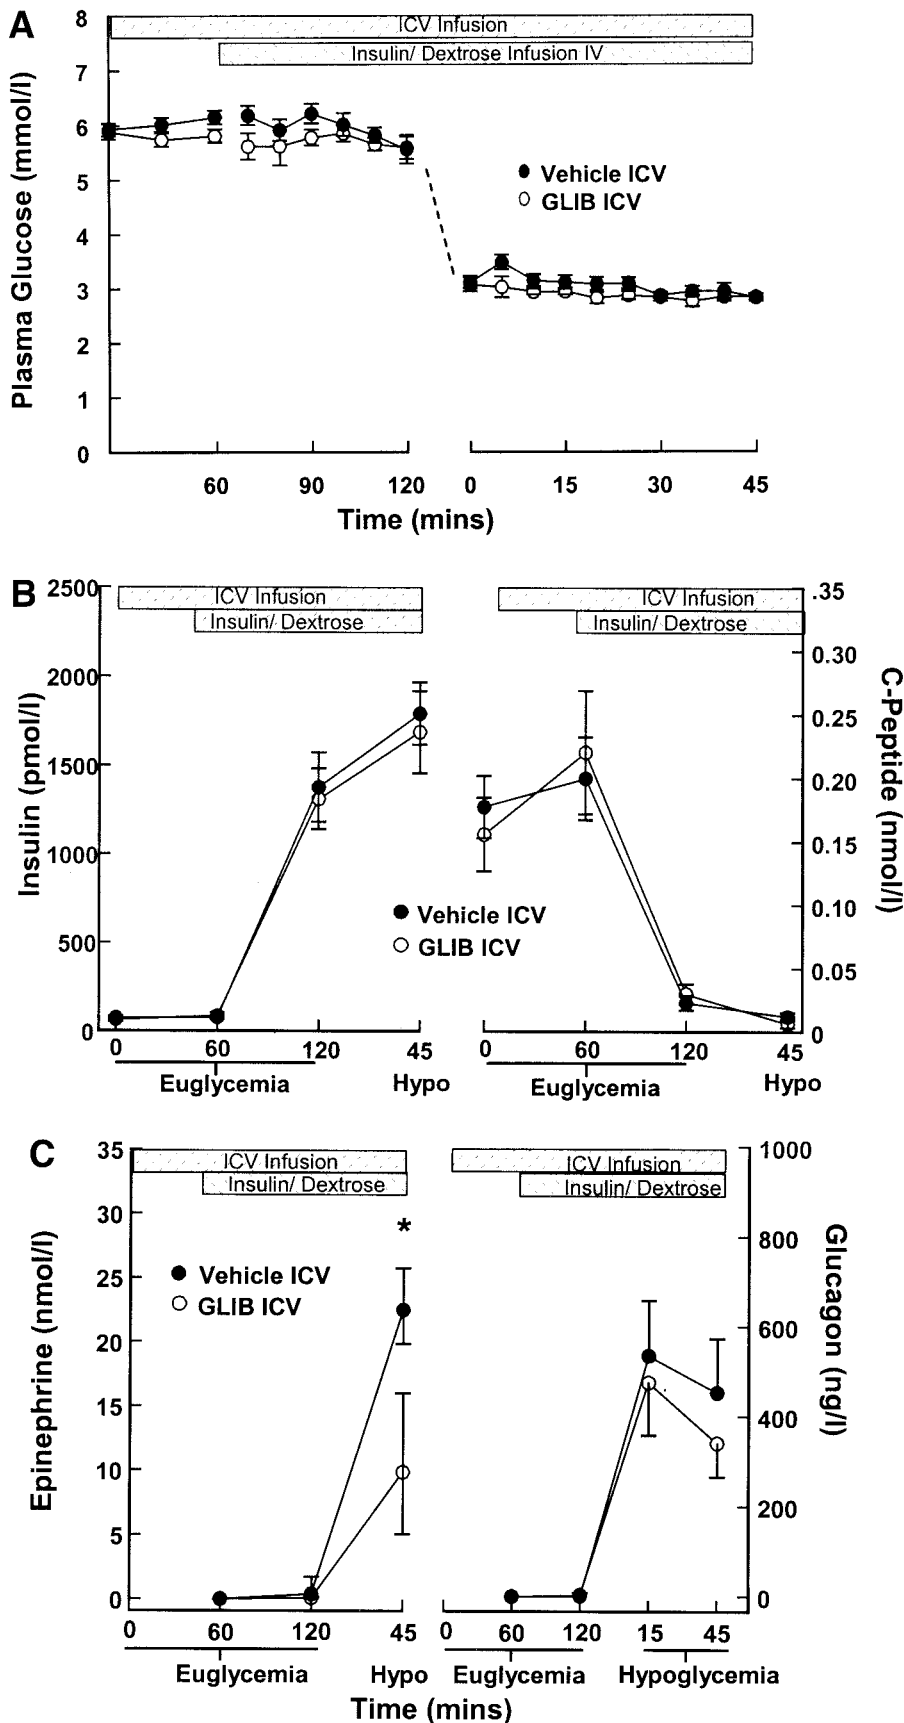 A
8
ICV Infusion
Insulin/ Dextrose Infusion IV
7
6
5
4
3
2
1
0
Plasma Glucose (mmol/l)
Vehicle ICV
GLIB ICV
60 90 120 0 15 30 45
Time (mins)
B
2500
ICV Infusion
Insulin/ Dextrose
2000
1500
1000
500
0
Insulin (pmol/l)
Vehicle ICV
GLIB ICV
0 60 120 45
Euglycemia
Hypo
ICV Infusion
Insulin/ Dextrose
.35
0.30
0.25
0.20
0.15
0.10
0.05
0
C-Peptide (nmol/l)
0 60 120 45
Euglycemia
Hypo
C
35
ICV Infusion
Insulin/ Dextrose
30
25
20
15
10
5
0
Epinephrine (nmol/l)
*
Vehicle ICV
GLIB ICV
0 60 120 45
Euglycemia
Hypo
ICV Infusion
Insulin/ Dextrose
1000
800
600
400
200
0
Glucagon (ng/l)
0 60 120 15 45
Euglycemia
Hypoglycemia
Time (mins)